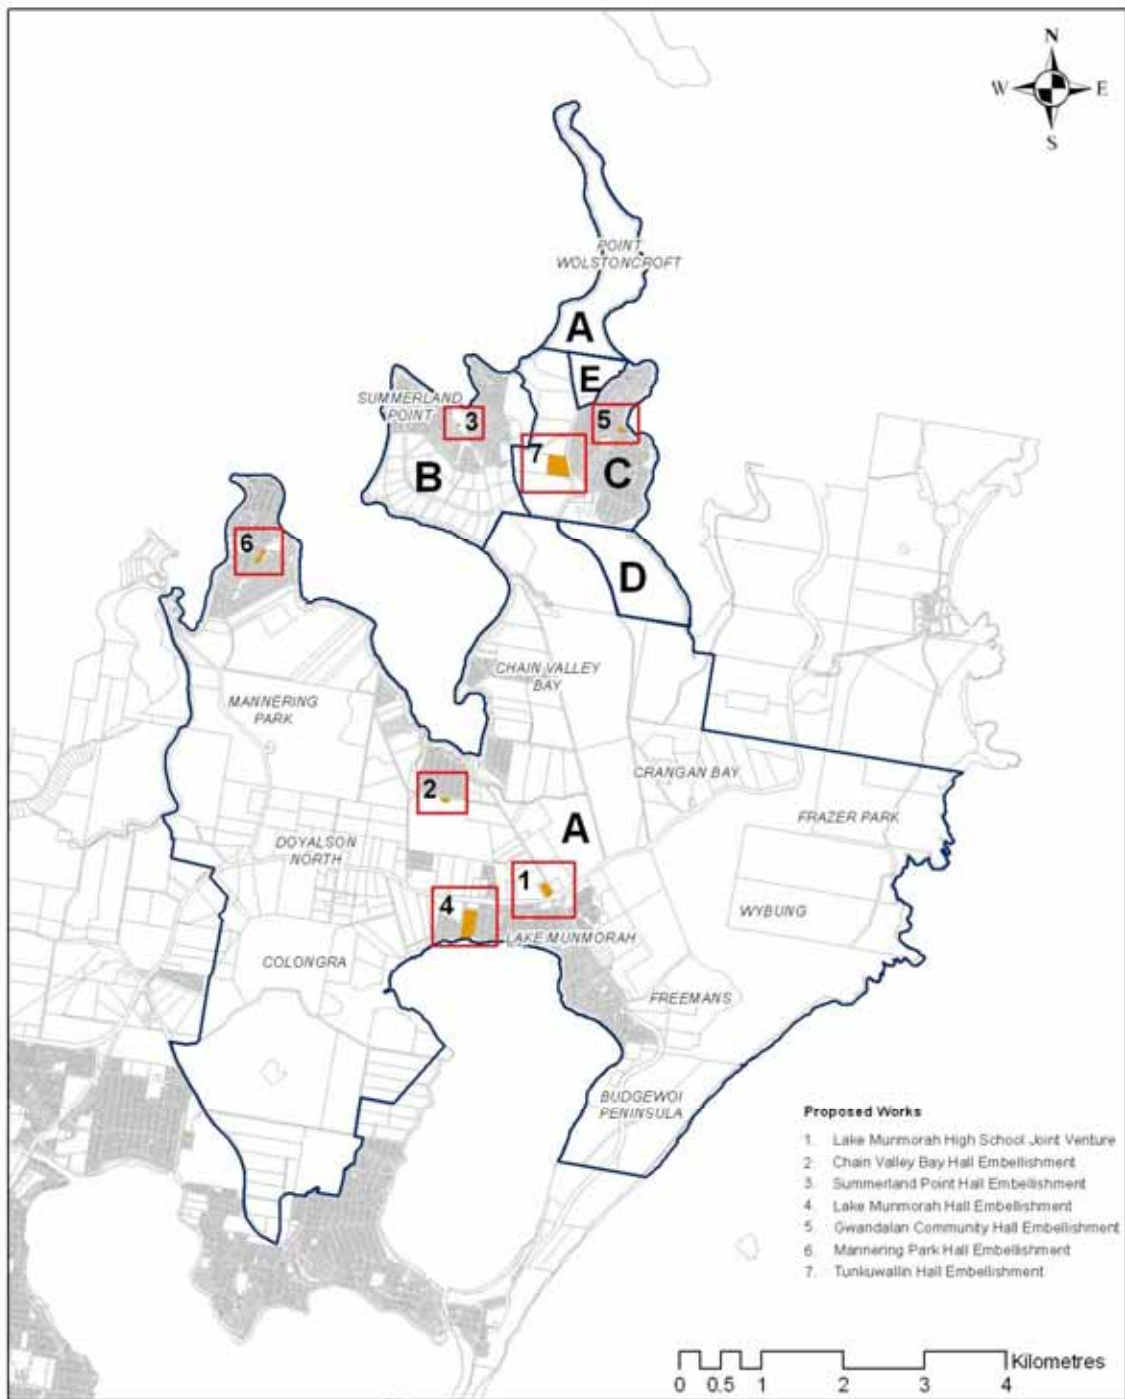 N
W E
S
POINT
WOLSTONCROFT
A
E
SUMMERLAND
POINT
3
5
7
B
C
6
D
CHAIN VALLEY
BAY
MANNERING
PARK
2
CRANGAN BAY
A
FRAZER PARK
DOYALSON
NORTH
1
4
WYBUNG
LAKE MUNMORAH
COLONGRA
FREEMANS
BUDGEWOI
PENINSULA
Proposed Works
1. Lake Munmorah High School Joint Venture
2. Chain Valley Bay Hall Embellishment
3. Summerland Point Hall Embellishment
4. Lake Munmorah Hall Embellishment
5. Gwandalan Community Hall Embellishment
6. Mannering Park Hall Embellishment
7. Tunkuwallin Hall Embellishment
Kilometres
0 0.5 1 2 3 4